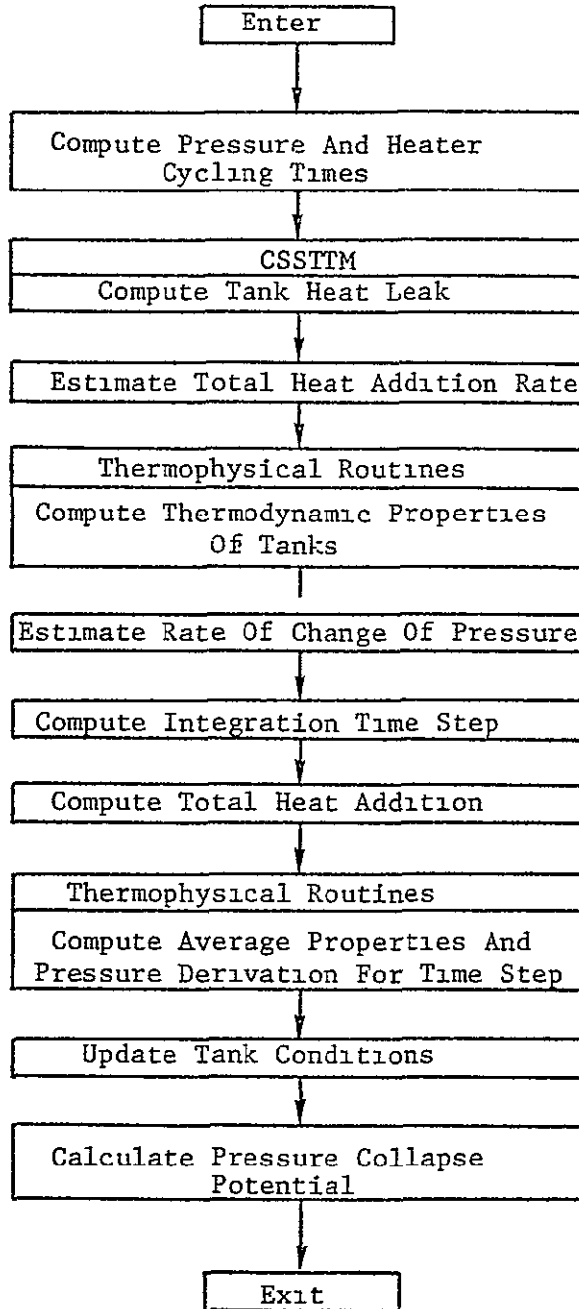 Enter
Compute Pressure And Heater
Cycling Times
CSSTTM
Compute Tank Heat Leak
Estimate Total Heat Addition Rate
Thermophysical Routines
Compute Thermodynamic Properties
Of Tanks
Estimate Rate Of Change Of Pressure
Compute Integration Time Step
Compute Total Heat Addition
Thermophysical Routines
Compute Average Properties And
Pressure Derivation For Time Step
Update Tank Conditions
Calculate Pressure Collapse
Potential
Exit